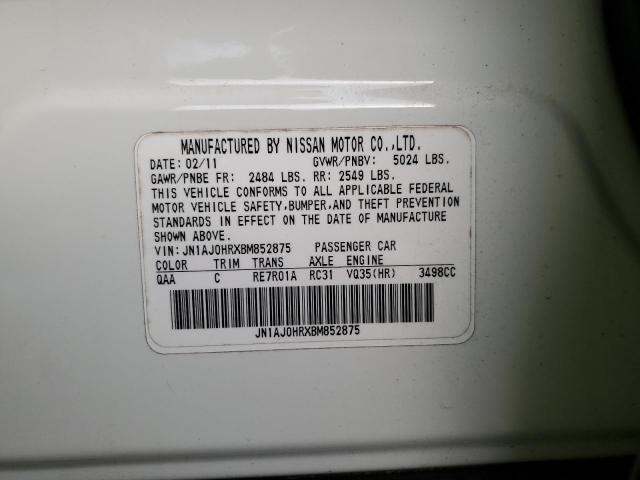 MANUFACTURED BY NISSAN MOTOR CO.,LTD.
DATE: 02/11 GVWR/PNBV: 5024 LBS.
GAWR/PNBE FR: 2484 LBS. RR: 2549 LBS.
THIS VEHICLE CONFORMS TO ALL APPLICABLE FEDERAL
MOTOR VEHICLE SAFETY,BUMPER,AND THEFT PREVENTION
STANDARDS IN EFFECT ON THE DATE OF MANUFACTURE
SHOWN ABOVE.
VIN: JN1AJ0HRXBM852875 PASSENGER CAR
COLOR TRIM TRANS AXLE ENGINE
QAA C RE7R01A RC31 VQ35(HR) 3498CC
JN1AJ0HRXBM852875